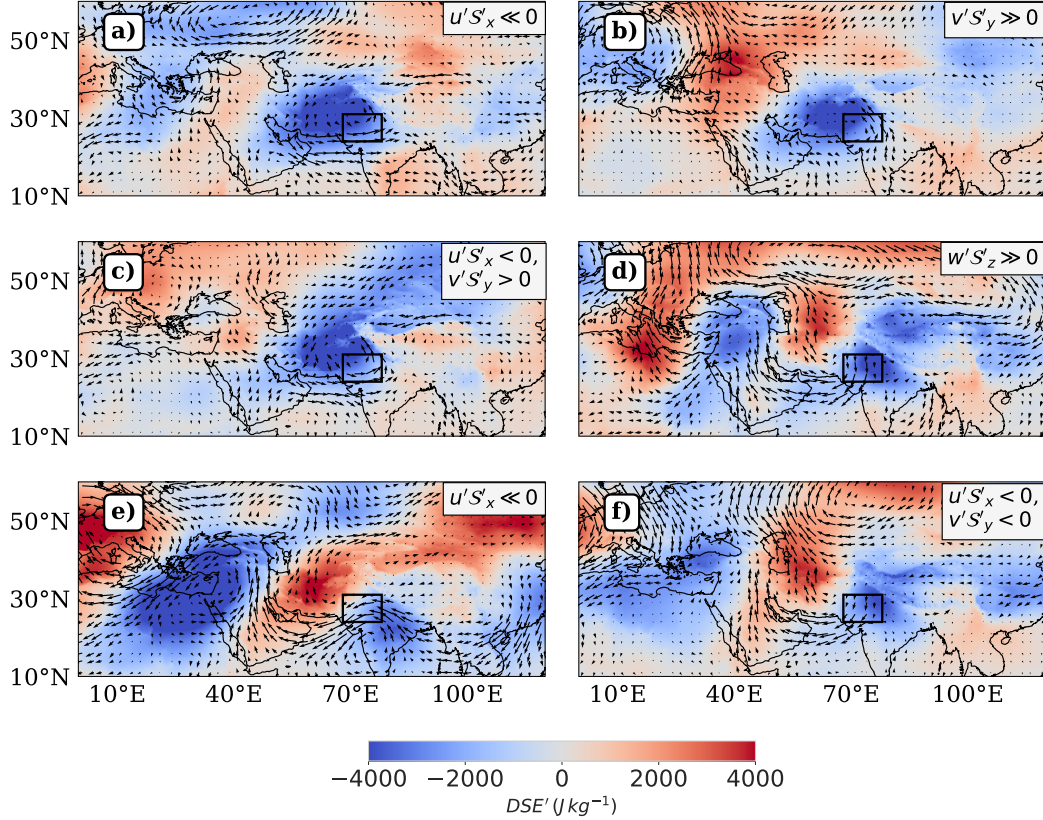 a) u'S'ₓ ≪ 0
b) v'S'ᵧ ≫ 0
50°N
30°N
10°N
c) u'S'ₓ < 0,
v'S'ᵧ > 0
d) w'S'_z ≫ 0
50°N
30°N
10°N
e) u'S'ₓ ≪ 0
f) u'S'ₓ < 0,
v'S'ᵧ < 0
50°N
30°N
10°N
10°E 40°E 70°E 100°E
10°E 40°E 70°E 100°E
−4000 −2000 0 2000 4000
DSE' (J kg⁻¹)